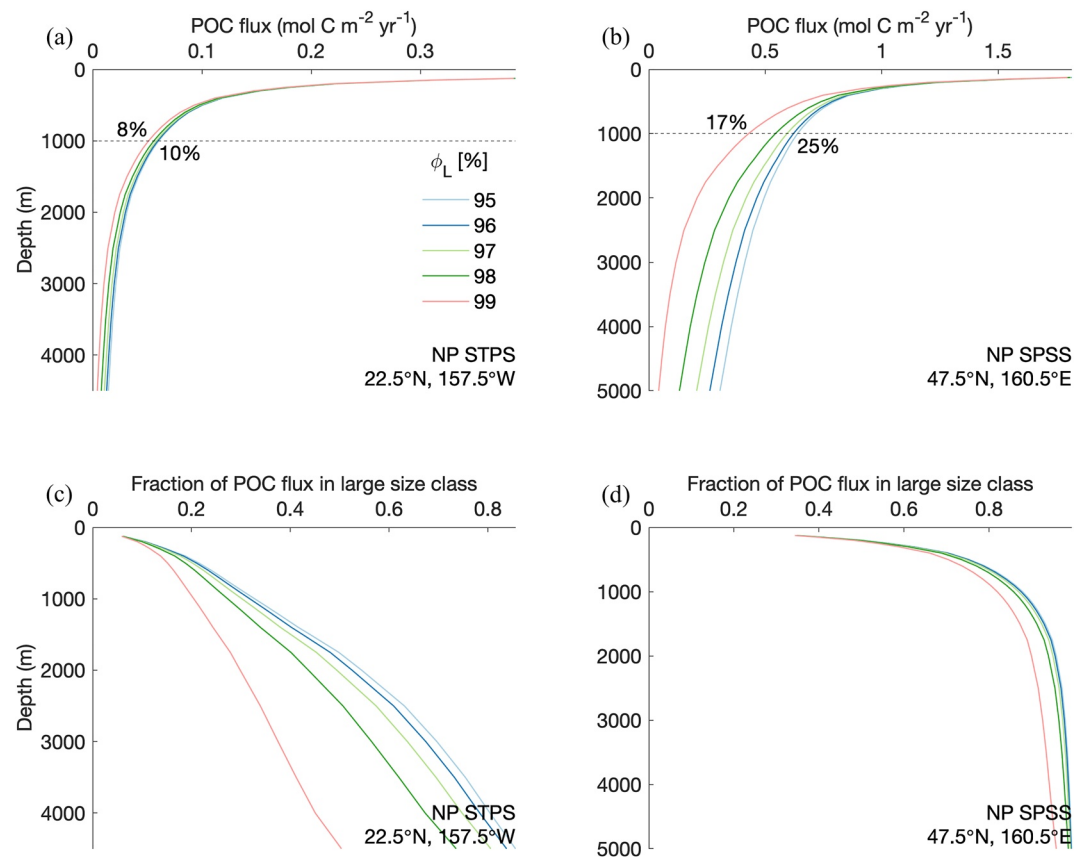 POC flux (mol C m⁻² yr⁻¹)
(a)
0 0.1 0.2 0.3
0
1000
2000
3000
4000
Depth (m)
8%
10%
ϕL [%]
95
96
97
98
99
NP STPS
22.5°N, 157.5°W
POC flux (mol C m⁻² yr⁻¹)
(b)
0 0.5 1 1.5
0
1000
2000
3000
4000
5000
17%
25%
NP SPSS
47.5°N, 160.5°E
Fraction of POC flux in large size class
(c)
0 0.2 0.4 0.6 0.8
0
1000
2000
3000
4000
Depth (m)
NP STPS
22.5°N, 157.5°W
Fraction of POC flux in large size class
(d)
0 0.2 0.4 0.6 0.8
0
1000
2000
3000
4000
5000
NP SPSS
47.5°N, 160.5°E